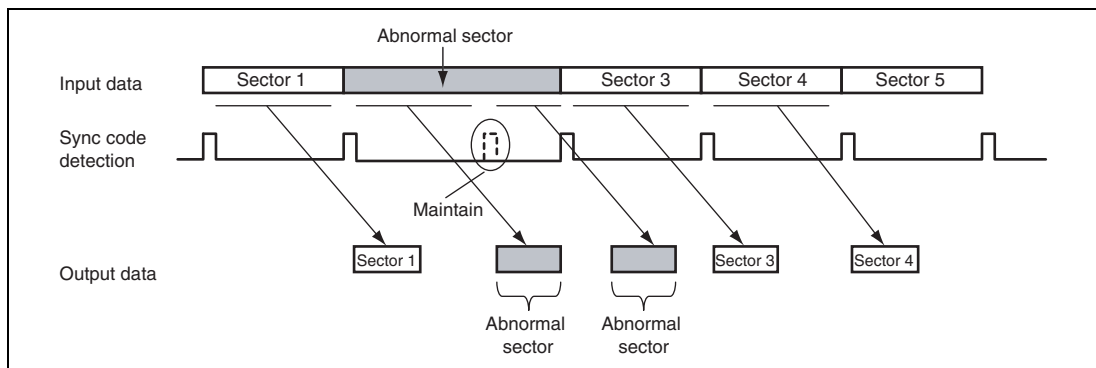 Abnormal sector
Input data
Sector 1
Sector 3
Sector 4
Sector 5
Sync code
detection
Maintain
Output data
Sector 1
Sector 3
Sector 4
Abnormal
sector
Abnormal
sector